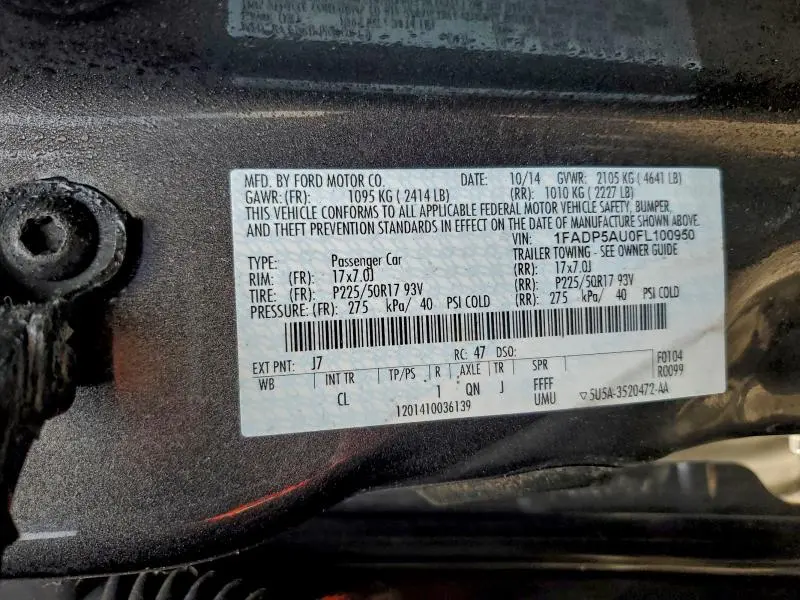 MFD. BY FORD MOTOR CO. DATE: 10/14 GVWR: 2105 KG ( 4641 LB)
GAWR: (FR): 1095 KG ( 2414 LB) (RR): 1010 KG ( 2227 LB)
THIS VEHICLE CONFORMS TO ALL APPLICABLE FEDERAL MOTOR VEHICLE SAFETY, BUMPER,
AND THEFT PREVENTION STANDARDS IN EFFECT ON THE DATE OF MANUFACTURE SHOWN ABOVE.
VIN: 1FADP5AU0FL100950
TYPE: Passenger Car TRAILER TOWING - SEE OWNER GUIDE
RIM: (FR): 17x7.0J (RR): 17x7.0J
TIRE: (FR): P225/50R17 93V (RR): P225/50R17 93V
PRESSURE: (FR): 275 kPa/ 40 PSI COLD (RR): 275 kPa/ 40 PSI COLD
EXT PNT: J7 RC: 47 DSO: F0104
WB INT TR TP/PS R AXLE TR SPR R0099
CL 1 QN J FFFF
UMU
1201410036139 5U5A-3520472-AA